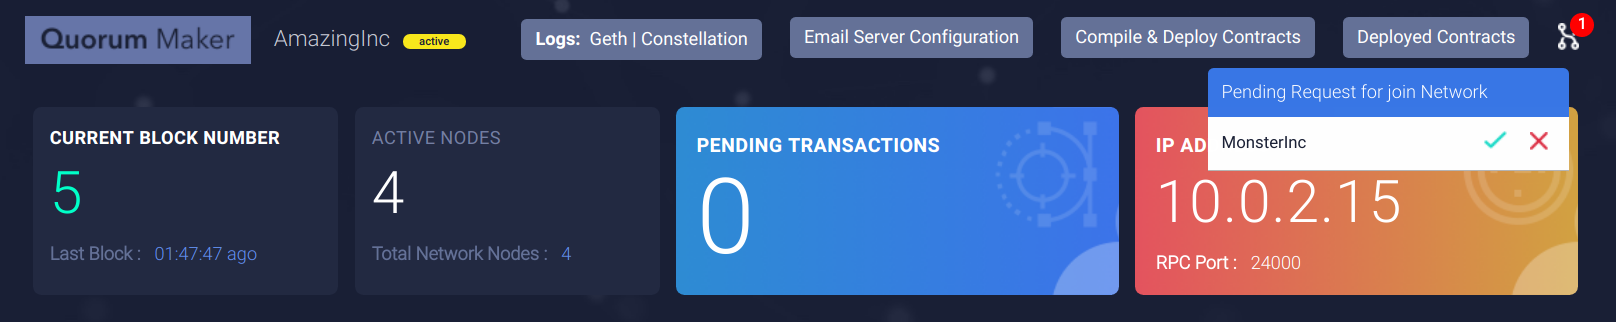 Quorum Maker
AmazingInc
active
Logs: Geth | Constellation
Email Server Configuration
Compile & Deploy Contracts
Deployed Contracts
1
Pending Request for join Network
MonsterInc
CURRENT BLOCK NUMBER
5
Last Block : 01:47:47 ago
ACTIVE NODES
4
Total Network Nodes : 4
PENDING TRANSACTIONS
0
IP AD
10.0.2.15
RPC Port : 24000